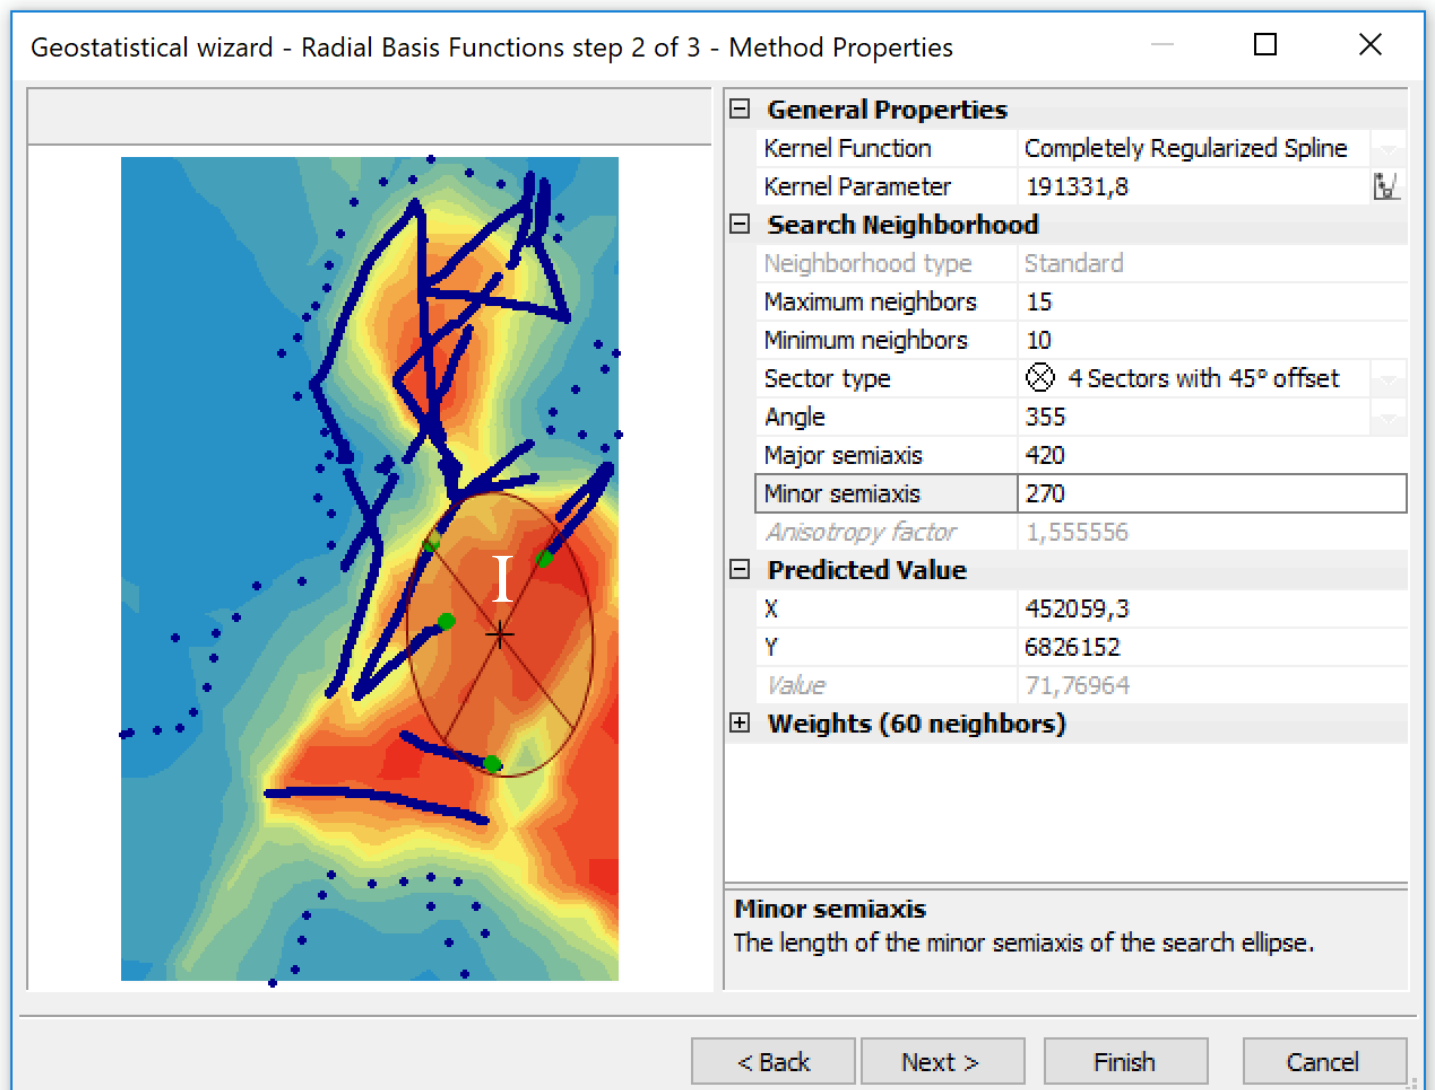 Geostatistical wizard - Radial Basis Functions step 2 of 3 - Method Properties
General Properties
Kernel Function Completely Regularized Spline
Kernel Parameter 191331,8
Search Neighborhood
Neighborhood type Standard
Maximum neighbors 15
Minimum neighbors 10
Sector type 4 Sectors with 45° offset
Angle 355
Major semiaxis 420
Minor semiaxis 270
Anisotropy factor 1,555556
Predicted Value
X 452059,3
Y 6826152
Value 71,76964
Weights (60 neighbors)
I
Minor semiaxis
The length of the minor semiaxis of the search ellipse.
< Back Next > Finish Cancel